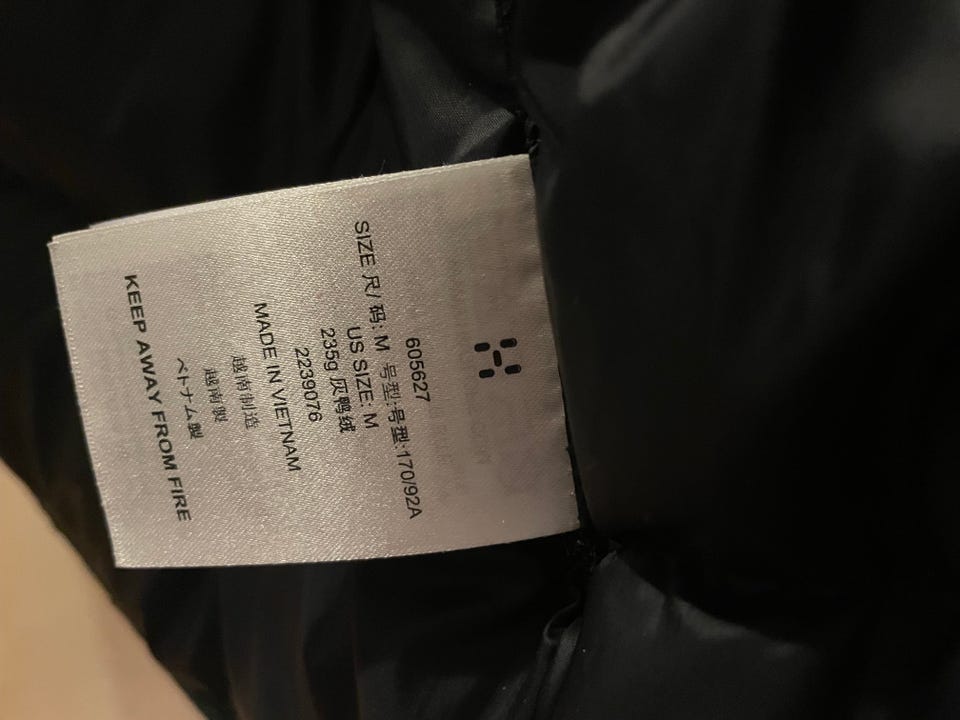 605627
SIZE 尺/ 码: M 号型:号型:170/92A
US SIZE: M
235g 灰鸭绒
2239076
MADE IN VIETNAM
越南制造
越南製
ベトナム製
KEEP AWAY FROM FIRE